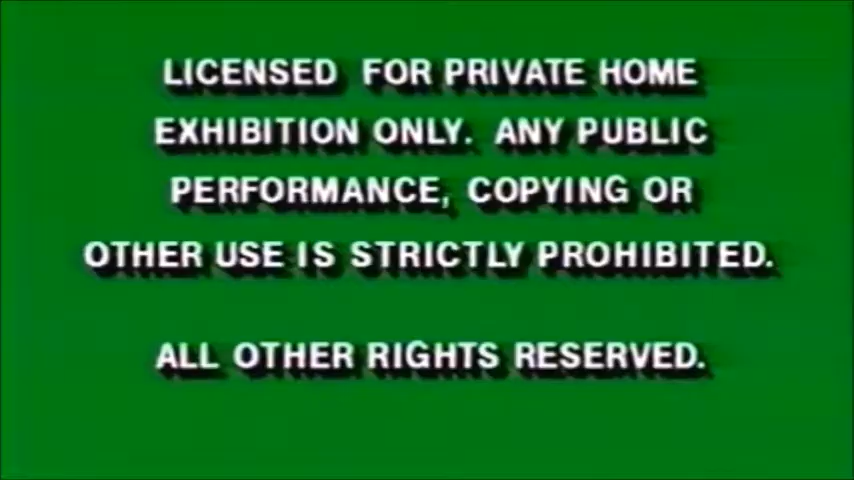 LICENSED FOR PRIVATE HOME
EXHIBITION ONLY. ANY PUBLIC
PERFORMANCE, COPYING OR
OTHER USE IS STRICTLY PROHIBITED.
ALL OTHER RIGHTS RESERVED.